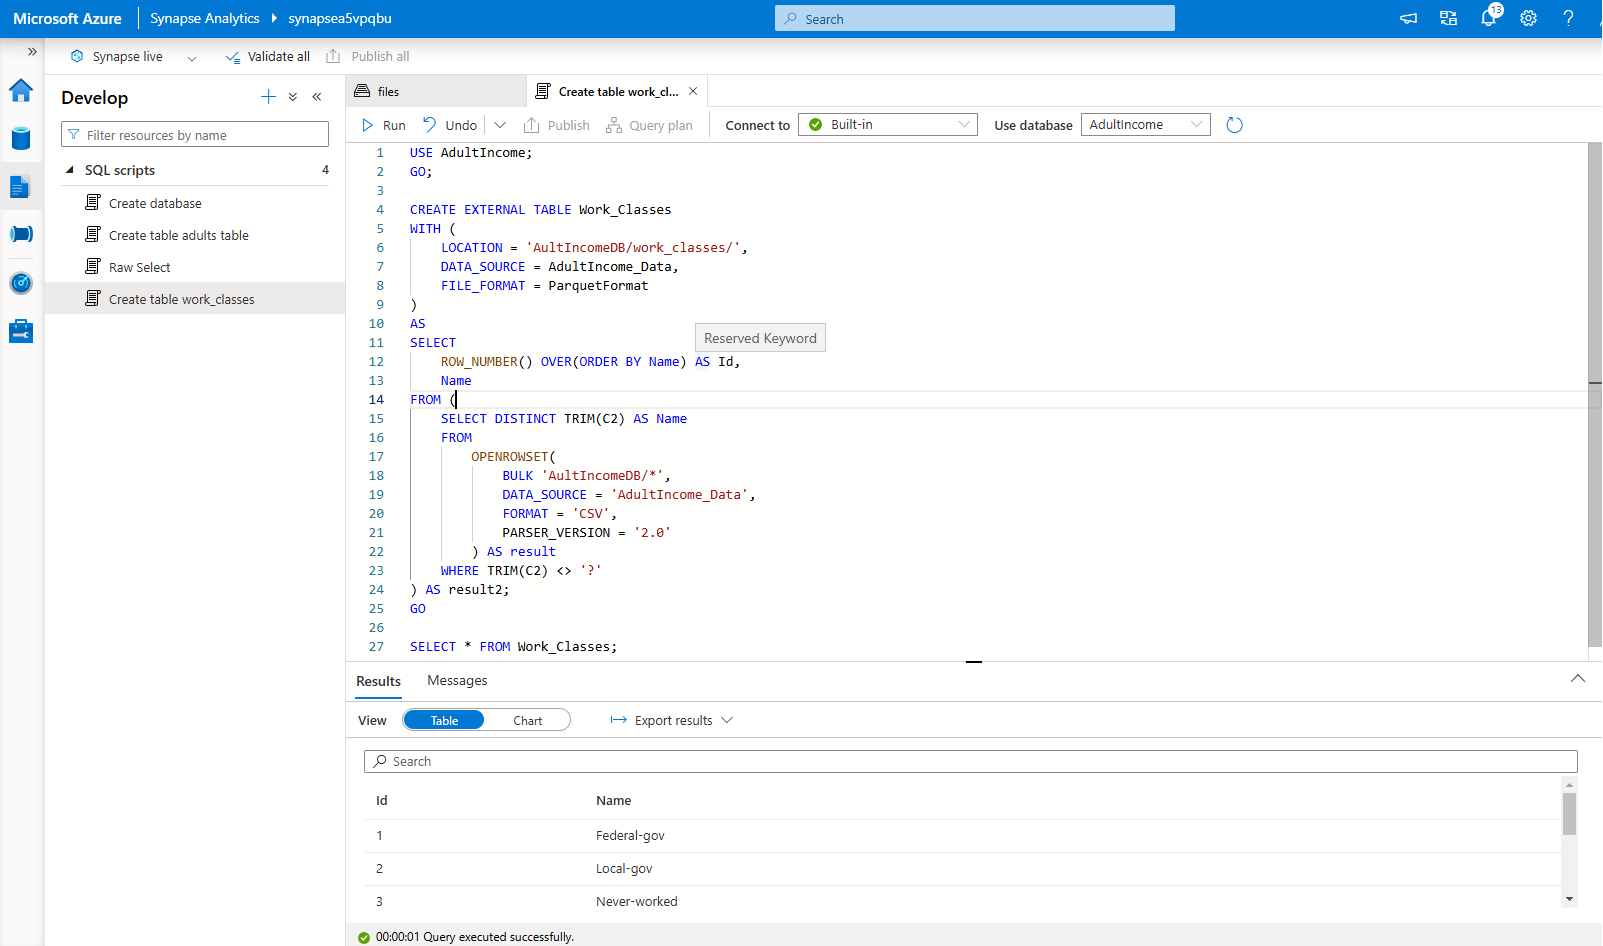 Microsoft Azure
Synapse Analytics
synapsea5vpqbu
Search
13
?
»
Synapse live
Validate all
Publish all
Develop
Filter resources by name
SQL scripts
4
Create database
Create table adults table
Raw Select
Create table work_classes
files
Create table work_cl...
Run
Undo
Publish
Query plan
Connect to
Built-in
Use database
AdultIncome
1 USE AdultIncome;
2 GO;
3
4 CREATE EXTERNAL TABLE Work_Classes
5 WITH (
6 LOCATION = 'AultIncomeDB/work_classes/',
7 DATA_SOURCE = AdultIncome_Data,
8 FILE_FORMAT = ParquetFormat
9 )
10 AS
11 SELECT
Reserved Keyword
12 ROW_NUMBER() OVER(ORDER BY Name) AS Id,
13 Name
14 FROM (
15 SELECT DISTINCT TRIM(C2) AS Name
16 FROM
17 OPENROWSET(
18 BULK 'AultIncomeDB/*',
19 DATA_SOURCE = 'AdultIncome_Data',
20 FORMAT = 'CSV',
21 PARSER_VERSION = '2.0'
22 ) AS result
23 WHERE TRIM(C2) <> '?'
24 ) AS result2;
25 GO
26
27 SELECT * FROM Work_Classes;
Results
Messages
View
Table
Chart
Export results
Search
Id Name
1 Federal-gov
2 Local-gov
3 Never-worked
00:00:01 Query executed successfully.